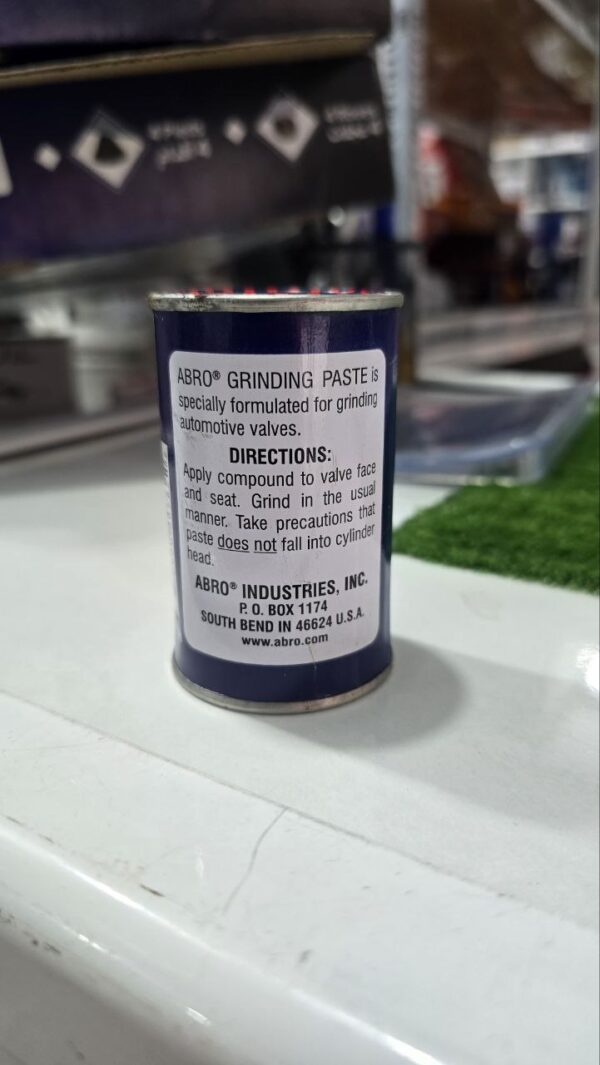 ABRO® GRINDING PASTE is
specially formulated for grinding
automotive valves.
DIRECTIONS:
Apply compound to valve face
and seat. Grind in the usual
manner. Take precautions that
paste does not fall into cylinder
head.
ABRO® INDUSTRIES, INC.
P. O. BOX 1174
SOUTH BEND IN 46624 U.S.A.
www.abro.com